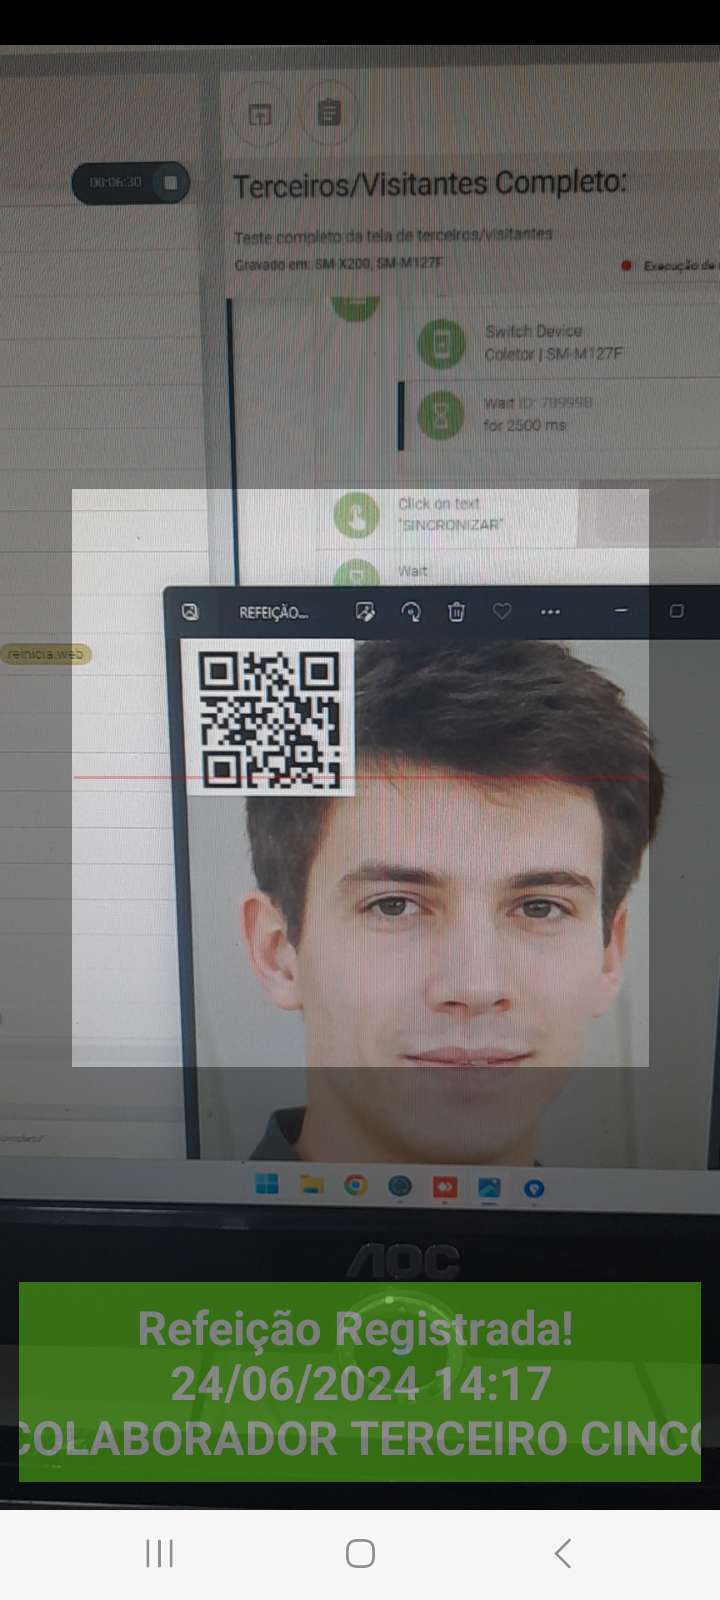 00:06:30
Terceiros/Visitantes Completo:
Teste completo da tela de terceiros/visitantes
Gravado em: SM-X200, SM-M127F
Execução de
Switch Device
Coletor | SM-M127F
Wait ID: 789998
for 2500 ms
Click on text
"SINCRONIZAR"
Wait
REFEIÇÃO...
reinicia.web
AOC
Refeição Registrada!
24/06/2024 14:17
COLABORADOR TERCEIRO CINCO